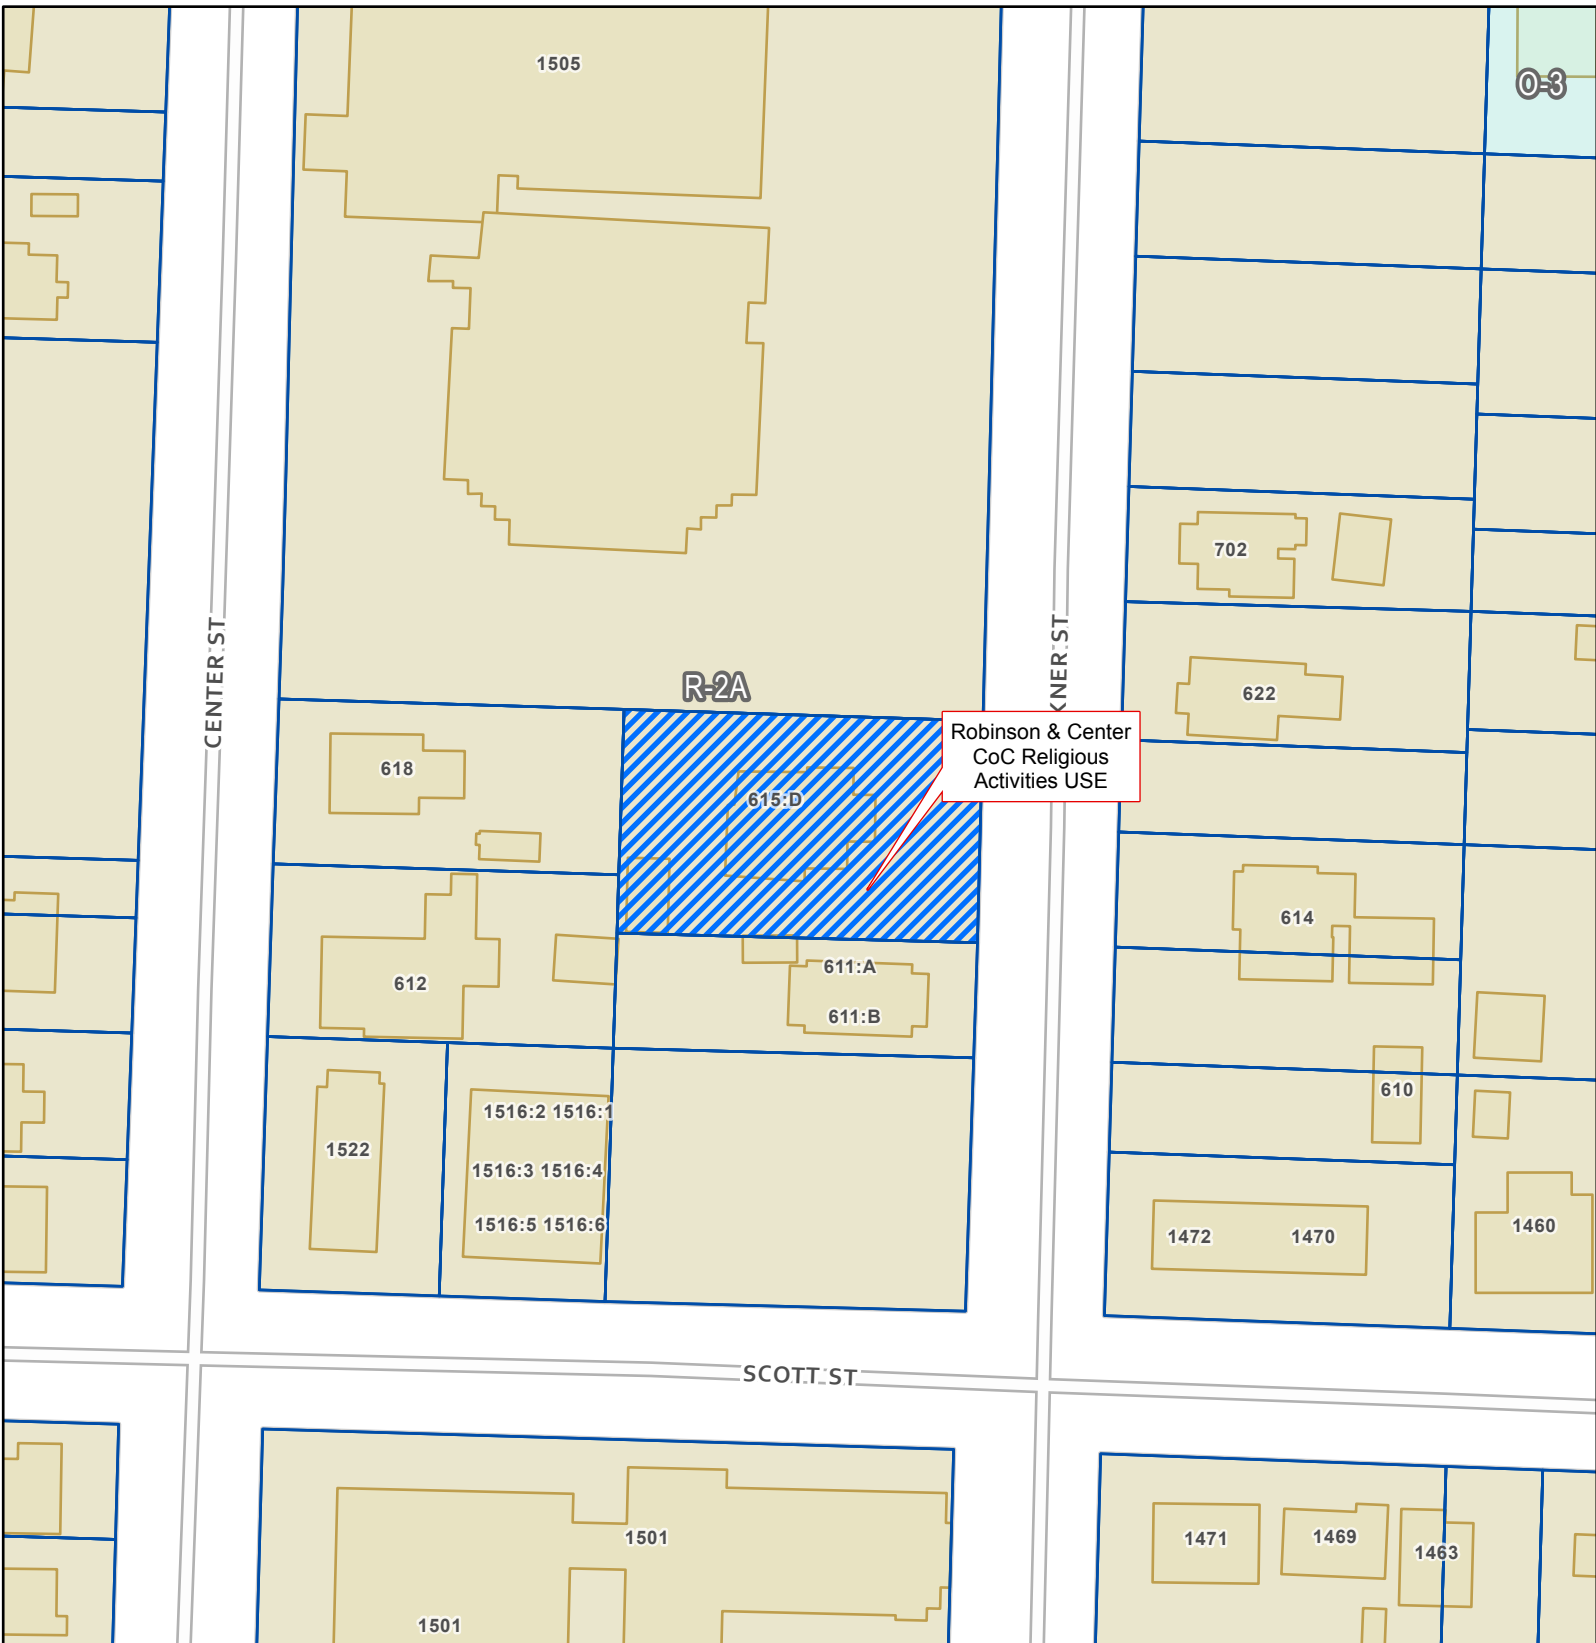 1505
O-3
702
CENTER ST
KNER ST
R-2A
622
Robinson & Center
CoC Religious
Activities USE
618
615:D
614
611:A
612
611:B
610
1516:2 1516:1
1522
1516:3 1516:4
1516:5 1516:6
1472
1470
1460
SCOTT ST
1501
1471
1469
1463
1501